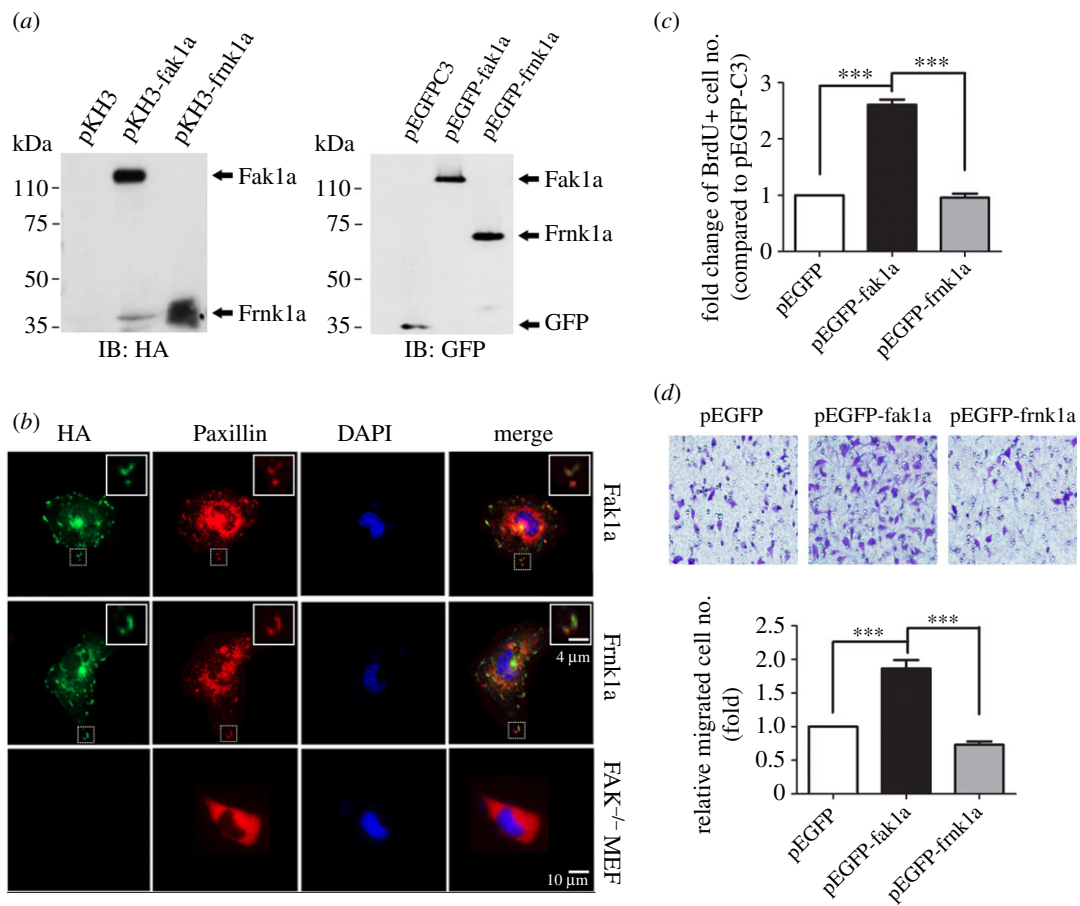 (a)
pKH3
pKH3-fak1a
pKH3-frnk1a
kDa
110
75
50
35
Fak1a
Frnk1a
IB: HA
pEGFPC3
pEGFP-fak1a
pEGFP-frnk1a
kDa
110
75
50
35
Fak1a
Frnk1a
GFP
IB: GFP
(b)
HA Paxillin DAPI merge
Fak1a
Frnk1a
4 µm
FAK–/– MEF
10 µm
(c)
fold change of BrdU+ cell no.
(compared to pEGFP-C3)
3
2
1
0
*** ***
pEGFP
pEGFP-fak1a
pEGFP-frnk1a
(d)
pEGFP pEGFP-fak1a pEGFP-frnk1a
relative migrated cell no.
(fold)
2.5
2.0
1.5
1.0
0.5
0
*** ***
pEGFP
pEGFP-fak1a
pEGFP-frnk1a